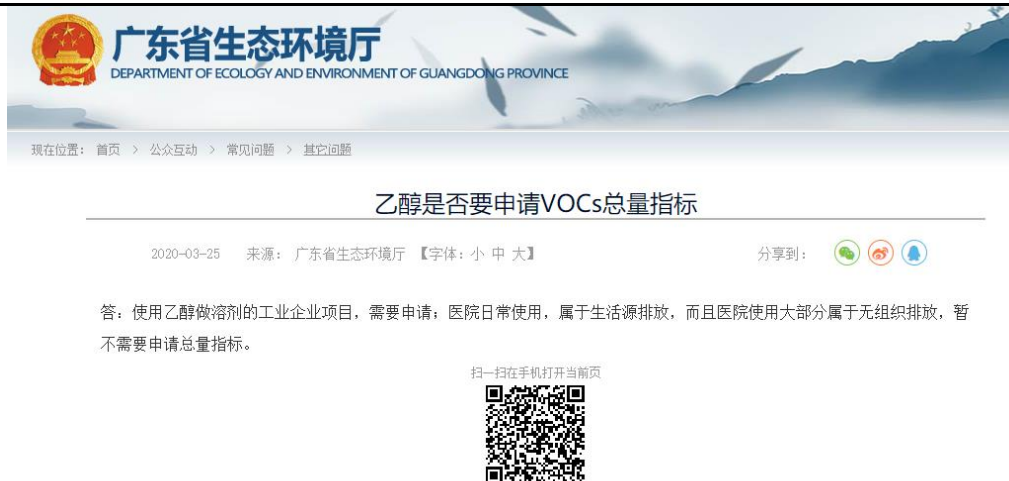 广东省生态环境厅
DEPARTMENT OF ECOLOGY AND ENVIRONMENT OF GUANGDONG PROVINCE
现在位置： 首页 > 公众互动 > 常见问题 > 其它问题
乙醇是否要申请VOCs总量指标
2020-03-25 来源： 广东省生态环境厅 【字体：小 中 大】 分享到：
答：使用乙醇做溶剂的工业企业项目，需要申请；医院日常使用，属于生活源排放，而且医院使用大部分属于无组织排放，暂
不需要申请总量指标。
扫一扫在手机打开当前页